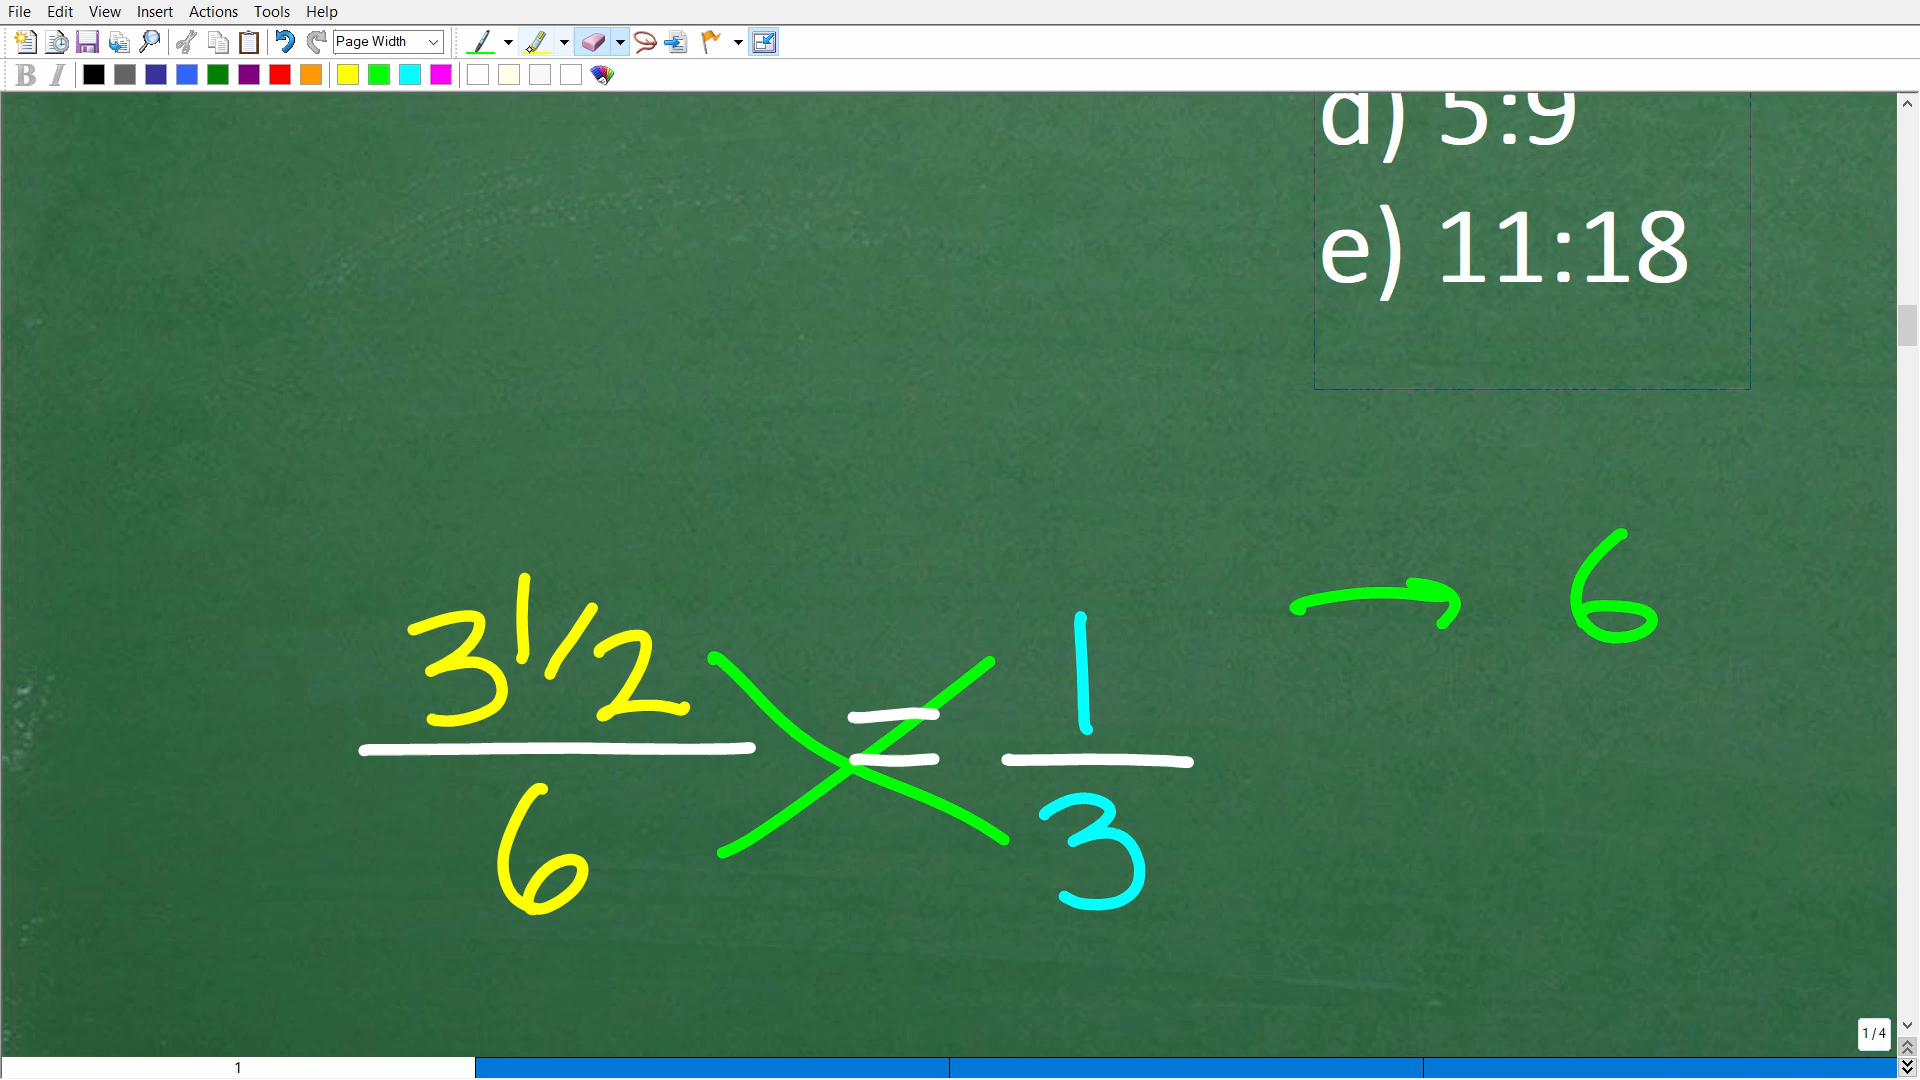 File Edit View Insert Actions Tools Help
Page Width
B I
d) 5:9
e) 11:18
3 1/2 = 1 → 6
6 3
1 / 4
1